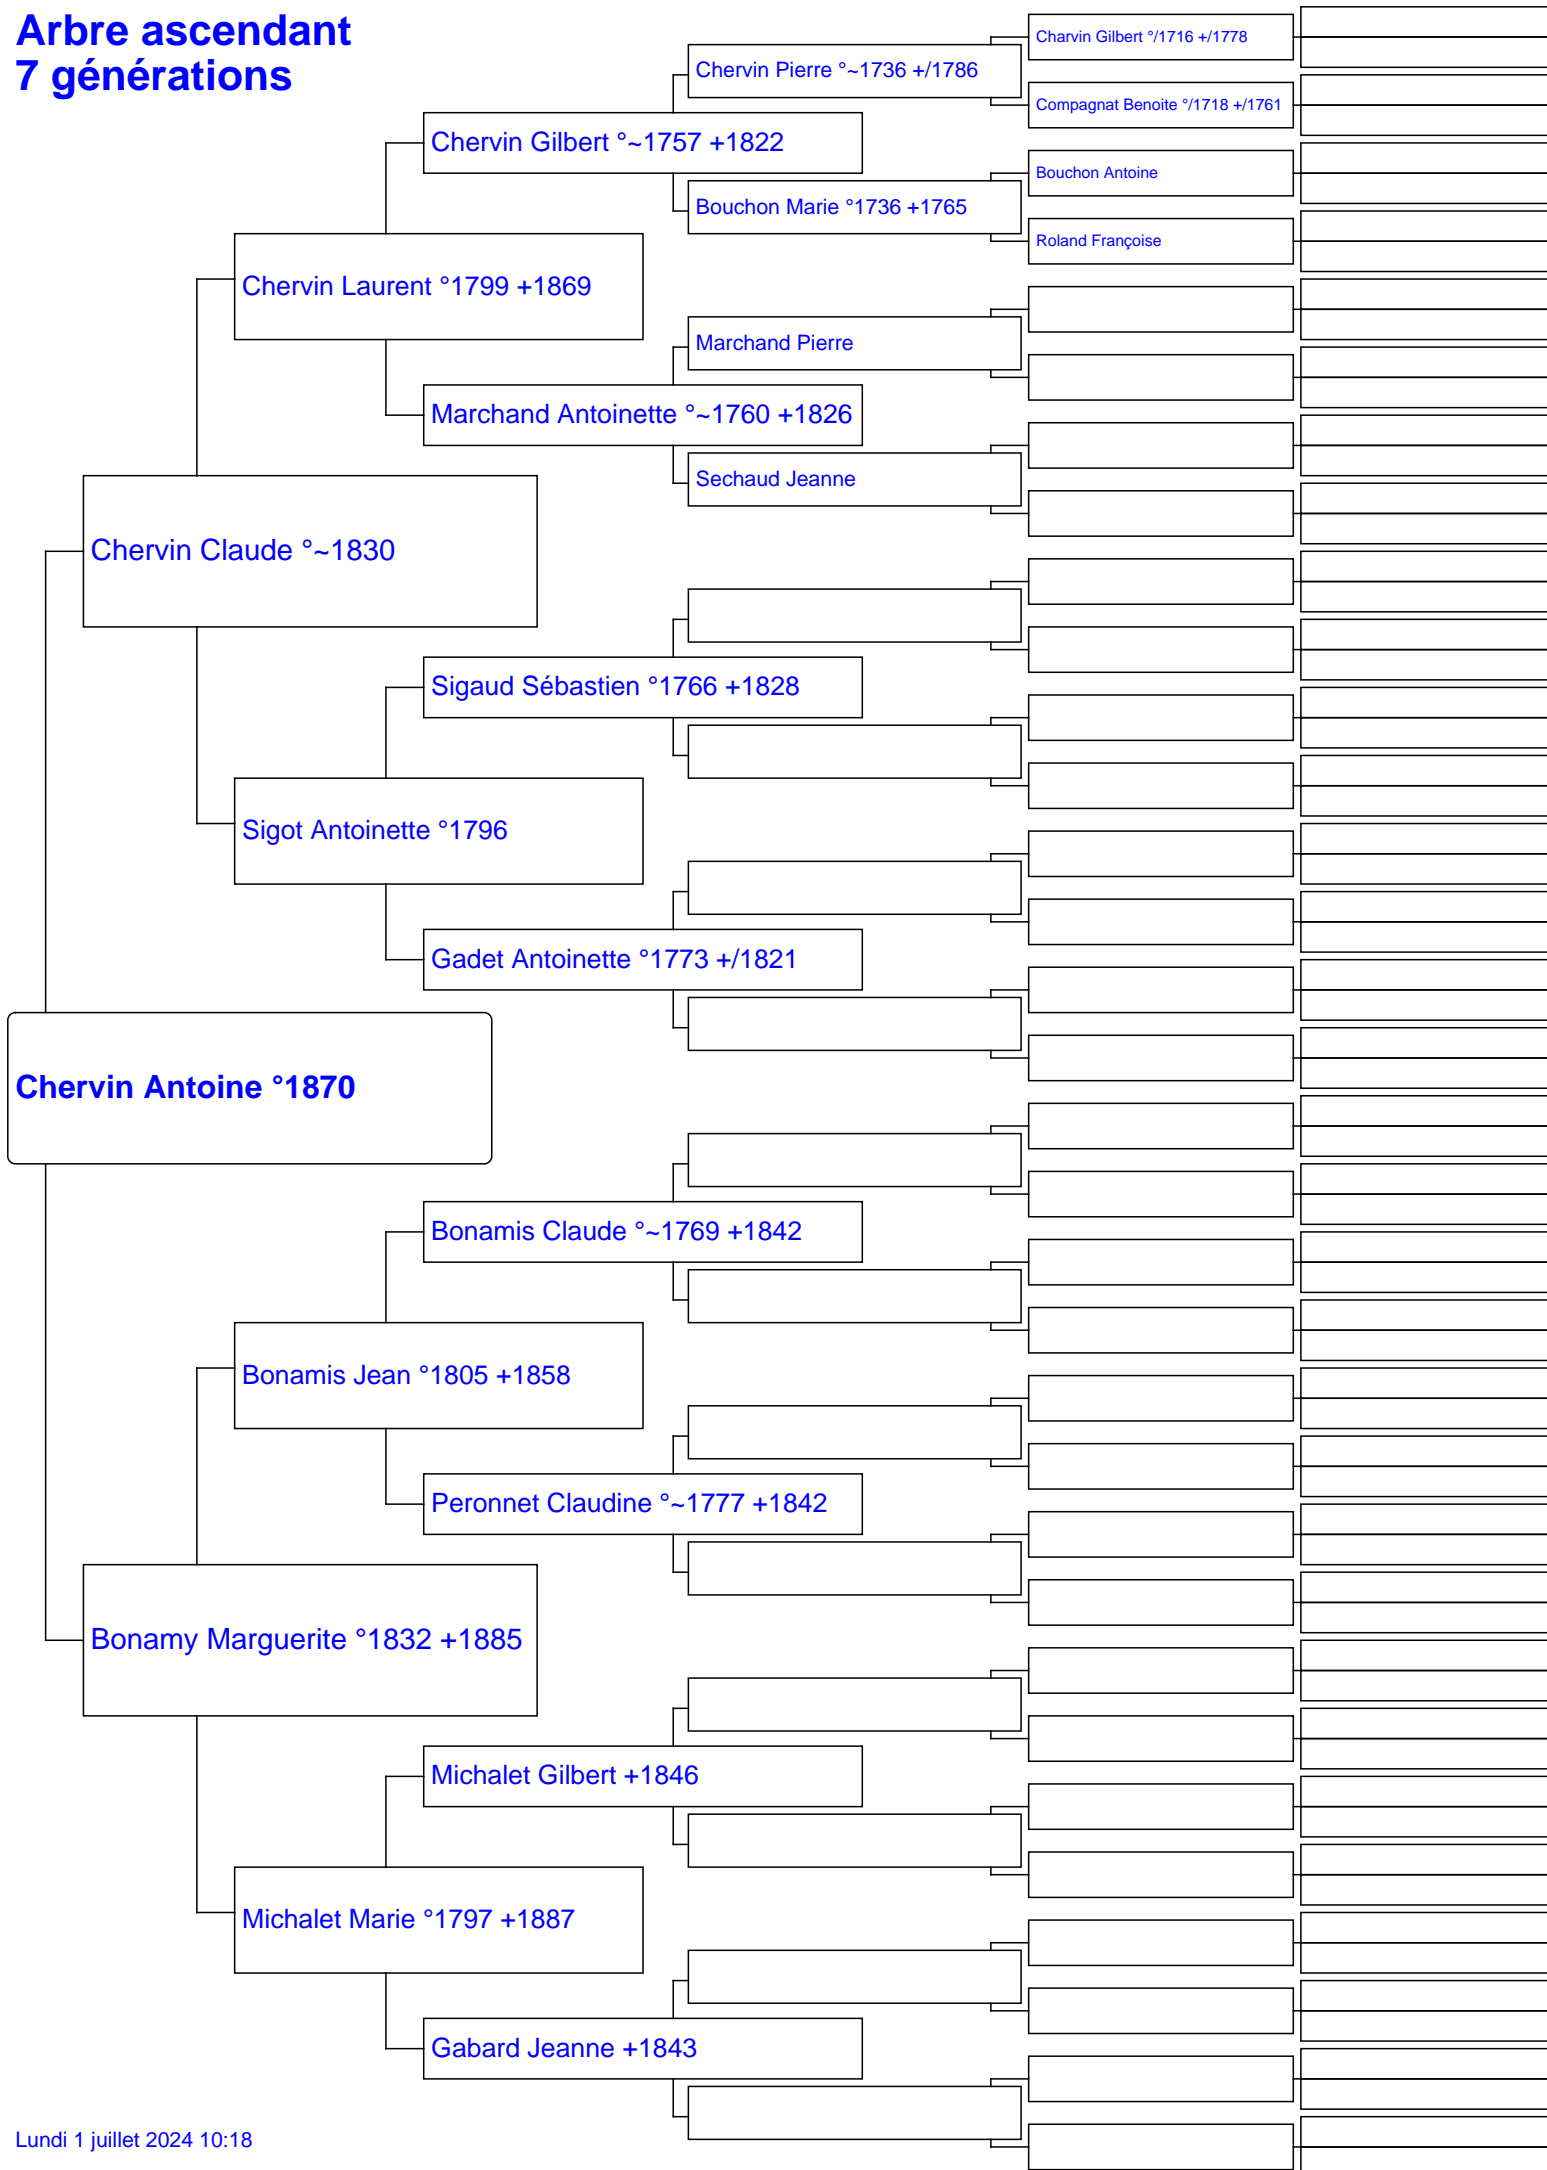 Arbre ascendant
7 générations
Charvin Gilbert °/1716 +/1778
Chervin Pierre °~1736 +/1786
Compagnat Benoite °/1718 +/1761
Chervin Gilbert °~1757 +1822
Bouchon Antoine
Bouchon Marie °1736 +1765
Roland Françoise
Chervin Laurent °1799 +1869
Marchand Pierre
Marchand Antoinette °~1760 +1826
Sechaud Jeanne
Chervin Claude °~1830
Sigaud Sébastien °1766 +1828
Sigot Antoinette °1796
Gadet Antoinette °1773 +/1821
Chervin Antoine °1870
Bonamis Claude °~1769 +1842
Bonamis Jean °1805 +1858
Peronnet Claudine °~1777 +1842
Bonamy Marguerite °1832 +1885
Michalet Gilbert +1846
Michalet Marie °1797 +1887
Gabard Jeanne +1843
Lundi 1 juillet 2024 10:18